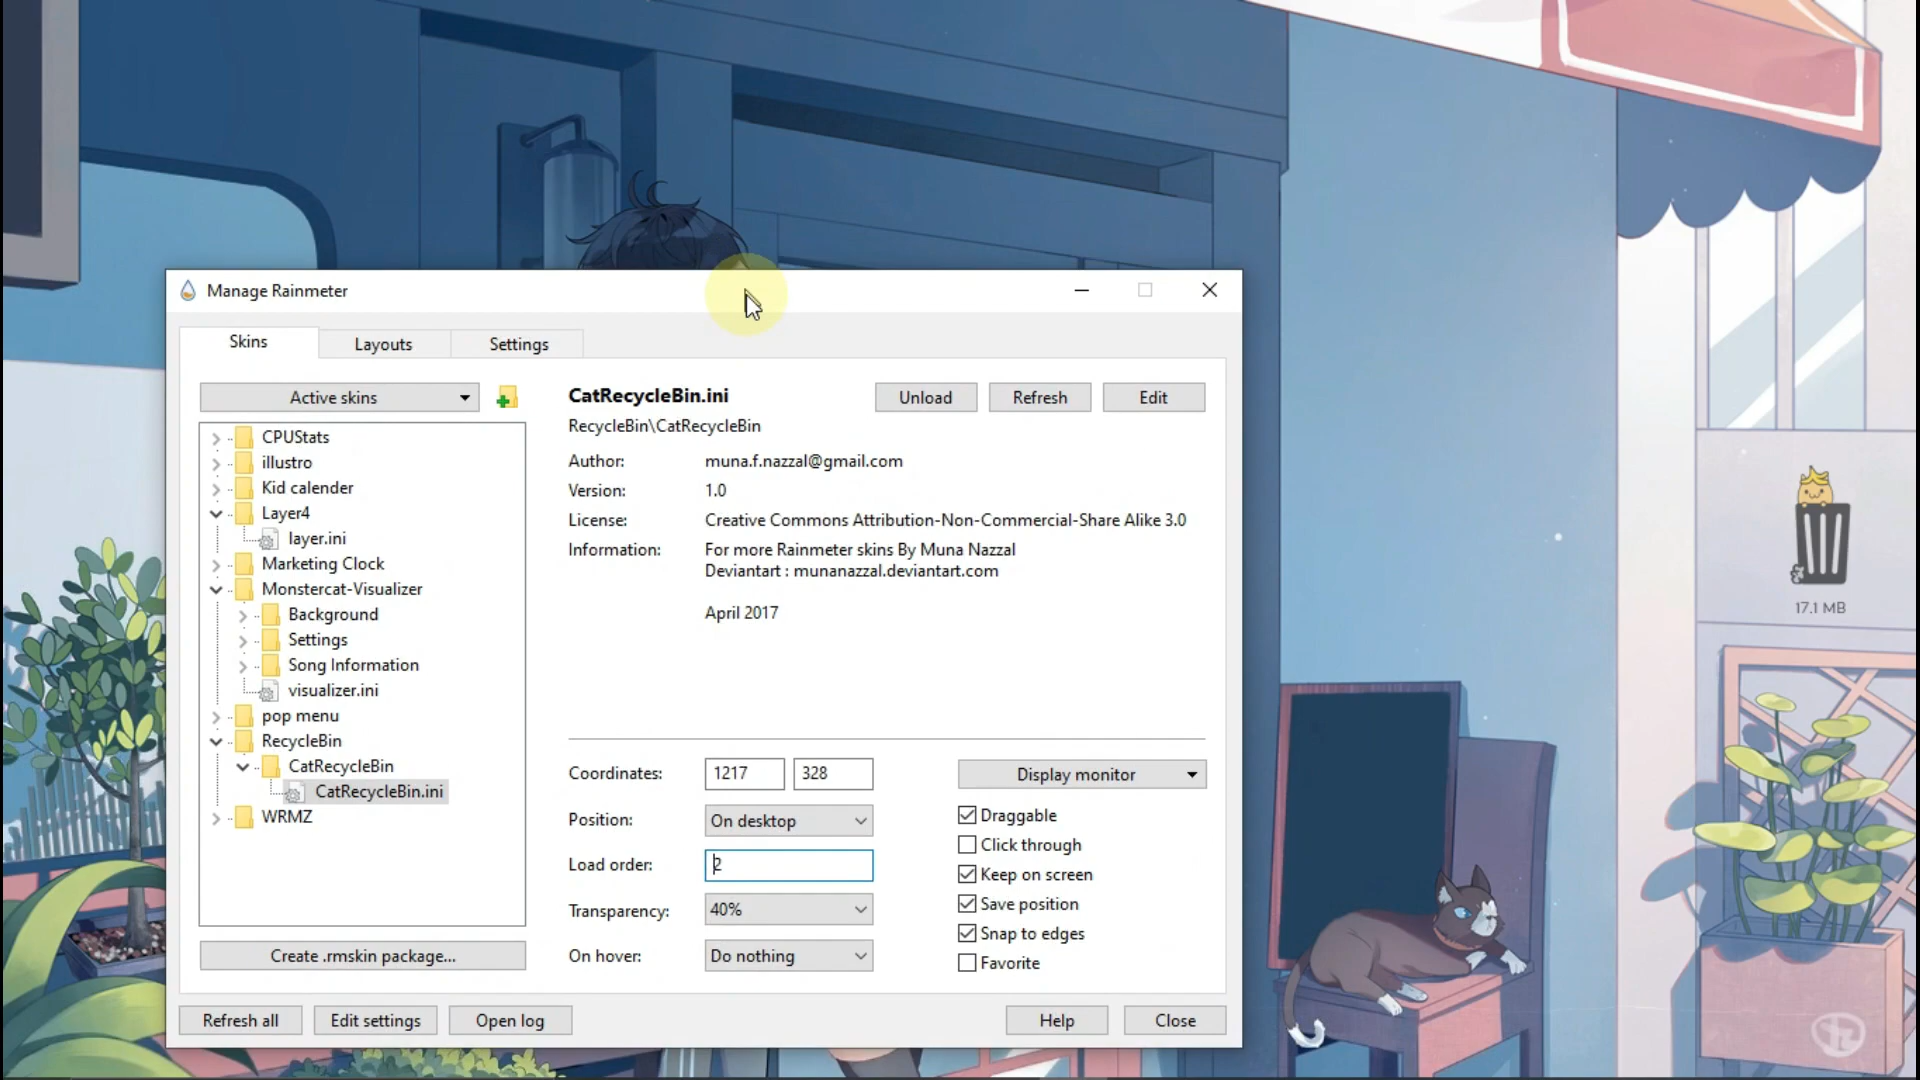 Manage Rainmeter
Skins
Layouts
Settings
Active skins
CPUStats
illustro
Kid calender
Layer4
layer.ini
Marketing Clock
Monstercat-Visualizer
Background
Settings
Song Information
visualizer.ini
pop menu
RecycleBin
CatRecycleBin
CatRecycleBin.ini
WRMZ
Create .rmskin package...
CatRecycleBin.ini
Unload
Refresh
Edit
RecycleBin\CatRecycleBin
Author: muna.f.nazzal@gmail.com
Version: 1.0
License: Creative Commons Attribution-Non-Commercial-Share Alike 3.0
Information: For more Rainmeter skins By Muna Nazzal
Deviantart : munanazzal.deviantart.com
April 2017
Coordinates: 1217 328
Display monitor
Position: On desktop
Load order: 2
Transparency: 40%
On hover: Do nothing
Draggable
Click through
Keep on screen
Save position
Snap to edges
Favorite
Refresh all
Edit settings
Open log
Help
Close
17.1 MB